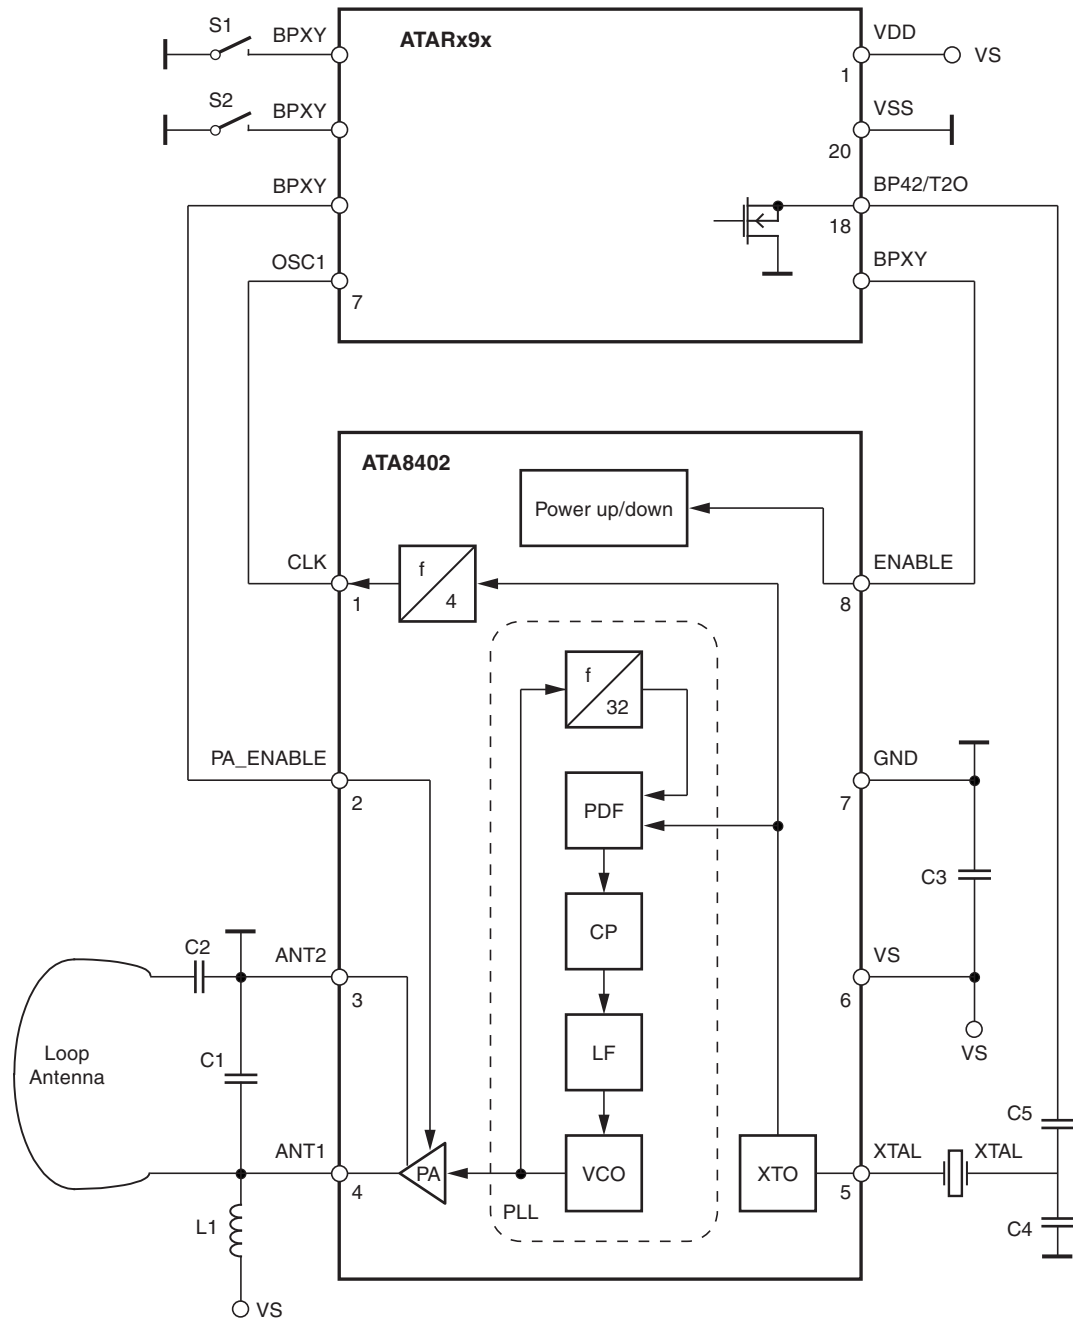 S1
BPXY
ATARx9x
VDD
1
VS
S2
BPXY
VSS
20
BPXY
BP42/T2O
18
OSC1
7
BPXY
ATA8402
Power up/down
CLK
1
f
4
ENABLE
8
f
32
PA_ENABLE
2
GND
7
PDF
C3
CP
C2
ANT2
3
VS
6
Loop
Antenna
C1
LF
VS
C5
ANT1
4
PA
VCO
XTO
XTAL
5
XTAL
PLL
L1
C4
VS